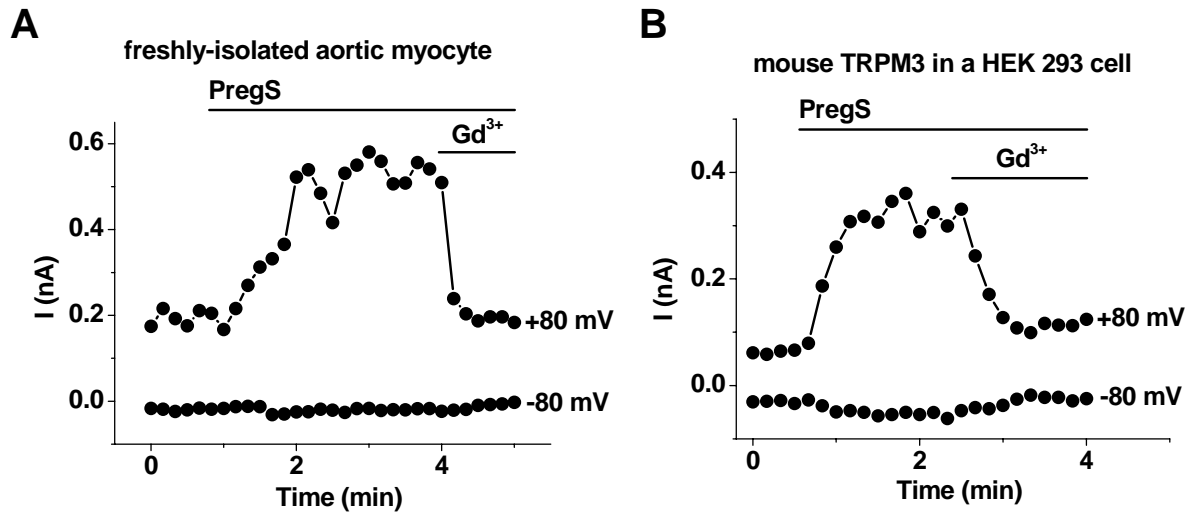 A
freshly-isolated aortic myocyte
PregS
Gd³⁺
0.6
0.4
0.2
0.0
I (nA)
+80 mV
-80 mV
0
2
4
Time (min)
B
mouse TRPM3 in a HEK 293 cell
PregS
Gd³⁺
0.4
0.2
0.0
I (nA)
+80 mV
-80 mV
0
2
4
Time (min)